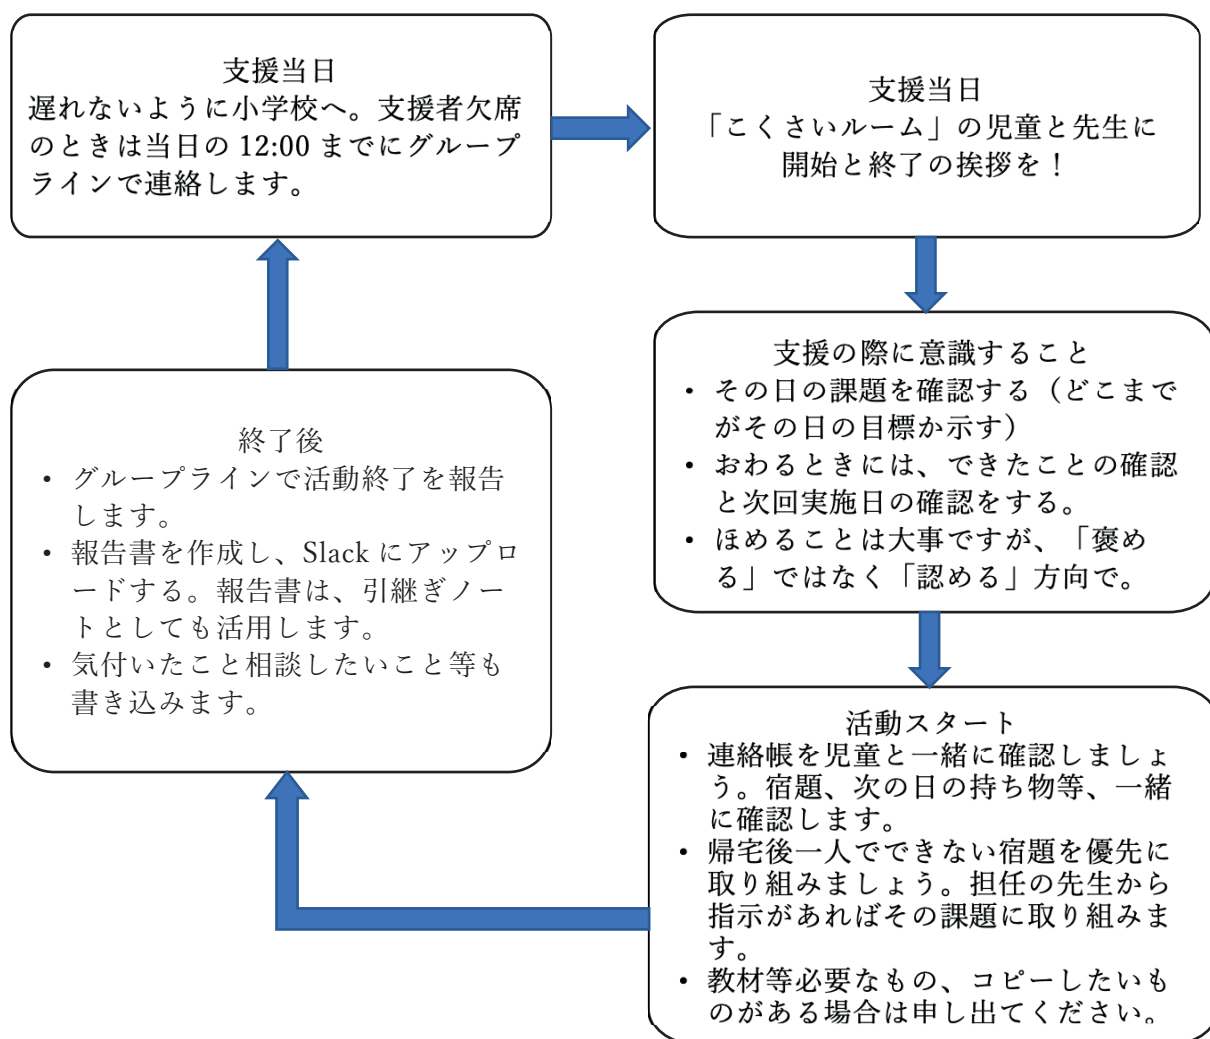 支援当日
遅れないように小学校へ。支援者欠席
のときは当日の 12:00 までにグループ
ラインで連絡します。
支援当日
「こくさいルーム」の児童と先生に
開始と終了の挨拶を！
支援の際に意識すること
• その日の課題を確認する（どこまで
がその日の目標か示す）
• おわるときには、できたことの確認
と次回実施日の確認をする。
• ほめることは大事ですが、「褒め
る」ではなく「認める」方向で。
活動スタート
• 連絡帳を児童と一緒に確認しましょ
う。宿題、次の日の持ち物等、一緒
に確認します。
• 帰宅後一人でできない宿題を優先に
取り組みましょう。担任の先生から
指示があればその課題に取り組みま
す。
• 教材等必要なもの、コピーしたいも
のがある場合は申し出てください。
終了後
• グループラインで活動終了を報告
します。
• 報告書を作成し、Slack にアップロ
ードする。報告書は、引継ぎノー
トとしても活用します。
• 気付いたこと相談したいこと等も
書き込みます。